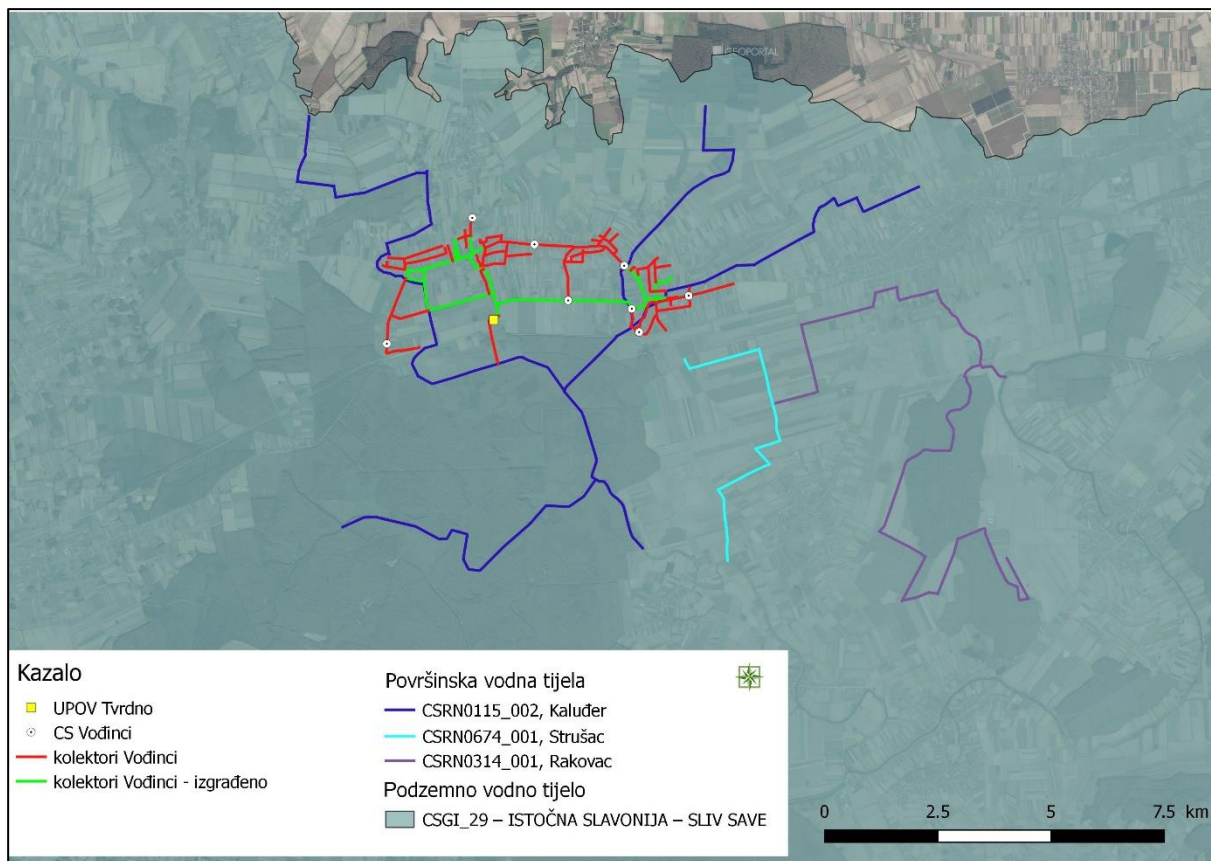 GEOPORTAL
Kazalo
UPOV Tvrdno
CS Vođinci
kolektori Vođinci
kolektori Vođinci - izgrađeno
Površinska vodna tijela
CSRN0115_002, Kaluđer
CSRN0674_001, Strušac
CSRN0314_001, Rakovac
Podzemno vodno tijelo
CSGI_29 – ISTOČNA SLAVONIJA – SLIV SAVE
0 2.5 5 7.5 km